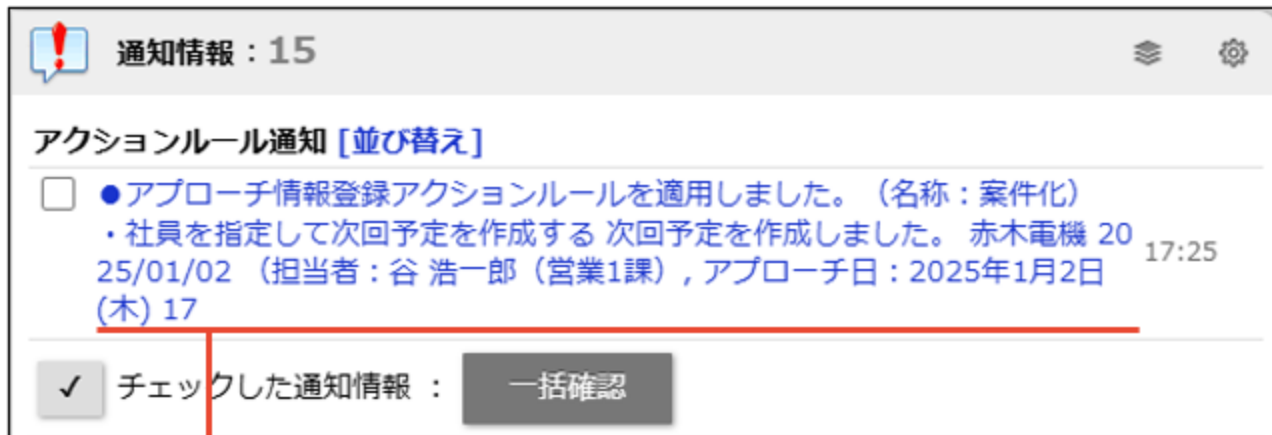 通知情報：15
アクションルール通知 [並び替え]
●アプローチ情報登録アクションルールを適用しました。（名称：案件化）
・社員を指定して次回予定を作成する 次回予定を作成しました。 赤木電機 20
25/01/02 （担当者：谷 浩一郎（営業1課）, アプローチ日：2025年1月2日
(木) 17
17:25
チェックした通知情報 ：
一括確認